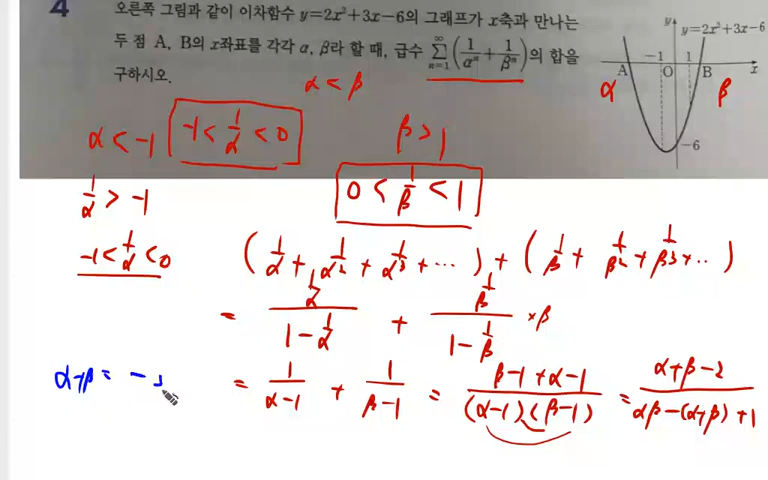 4 오른쪽 그림과 같이 이차함수 y=2x²+3x-6의 그래프가 x축과 만나는
두 점 A, B의 x좌표를 각각 α, β라 할 때, 급수 ∑_{n=1}^{∞}(1/αⁿ + 1/βⁿ)의 합을
구하시오.
α < β
y=2x²+3x-6
y
A -1 O 1 B x
α β
-6
α < -1
-1 < 1/α < 0
β > 1
1/α > -1
0 < 1/β < 1
-1 < 1/α < 0
(1/α + 1/α² + 1/α³ + ...) + (1/β + 1/β² + 1/β³ + ..)
= (1/α)/(1 - 1/α) + (1/β)/(1 - 1/β) ×β
α+β = -
= 1/(α-1) + 1/(β-1) = (β-1+α-1)/((α-1)(β-1)) = (α+β-2)/(αβ-(α+β)+1)